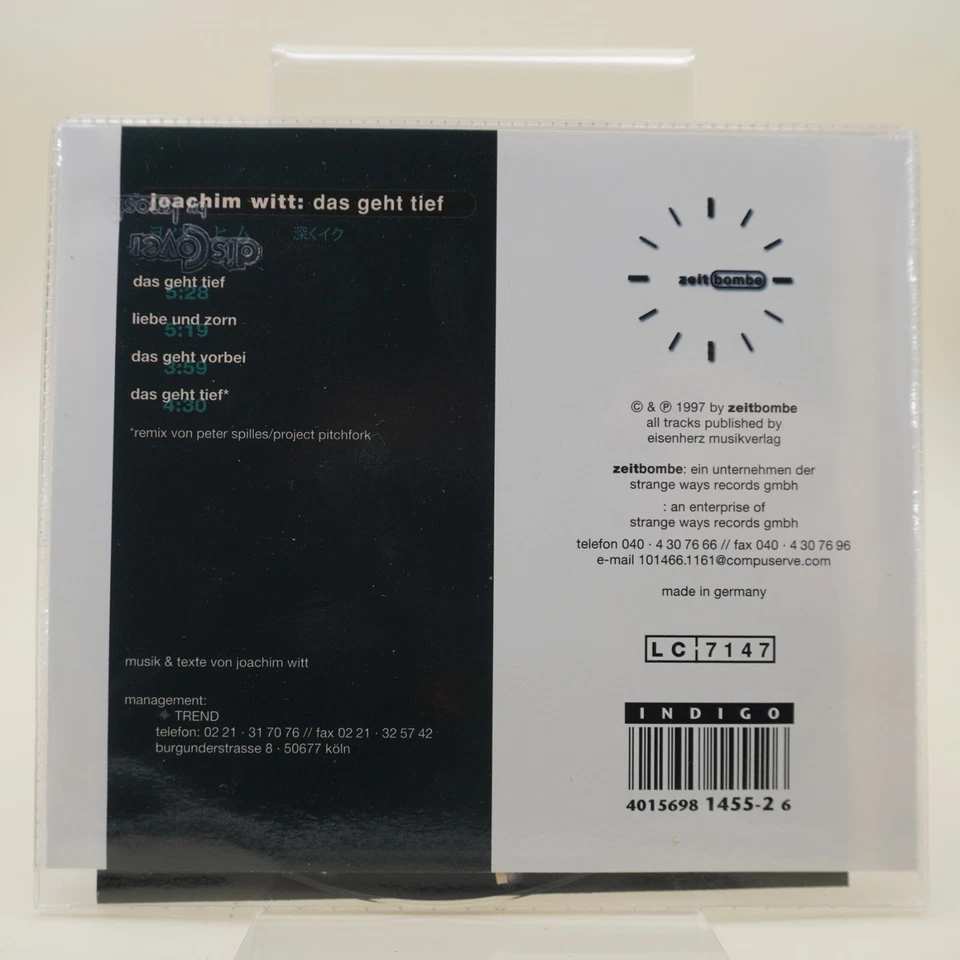 joachim witt: das geht tief
ヨペヒム 深くイク
disCover
das geht tief
5:28
liebe und zorn
5:19
das geht vorbei
3:59
das geht tief*
4:30
*remix von peter spilles/project pitchfork
musik & texte von joachim witt
management:
TREND
telefon: 02 21 · 31 70 76 // fax 02 21 · 32 57 42
burgunderstrasse 8 · 50677 köln
zeitbombe
© & ℗ 1997 by zeitbombe
all tracks published by
eisenherz musikverlag
zeitbombe: ein unternehmen der
strange ways records gmbh
: an enterprise of
strange ways records gmbh
telefon 040 · 4 30 76 66 // fax 040 · 4 30 76 96
e-mail 101466.1161@compuserve.com
made in germany
LC 7147
INDIGO
4015698 1455-2 6